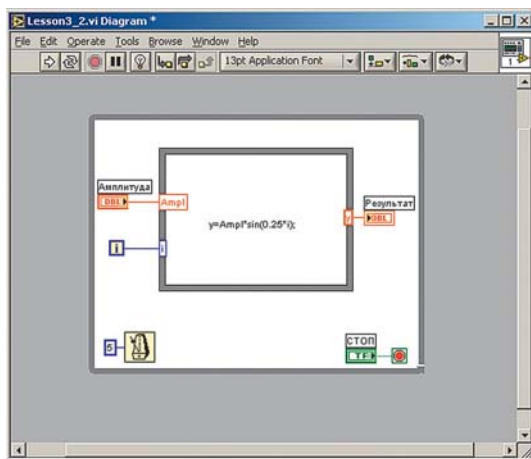 Lesson3_2.vi Diagram *
File Edit Operate Tools Browse Window Help
13pt Application Font
1
Амплитуда
DBL
Ampl
y=Ampl*sin(0.25*i);
y
Результат
DBL
i
i
5
СТОП
TF